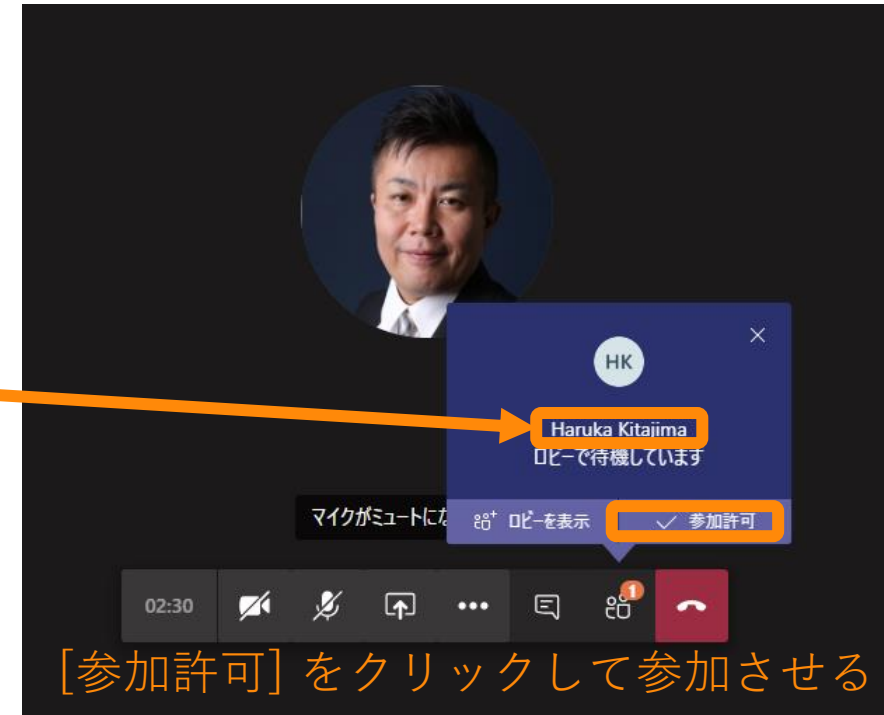 HK
Haruka Kitajima
ロビーで待機しています
マイクがミュートにな
ロビーを表示
参加許可
02:30
1
[参加許可] をクリックして参加させる